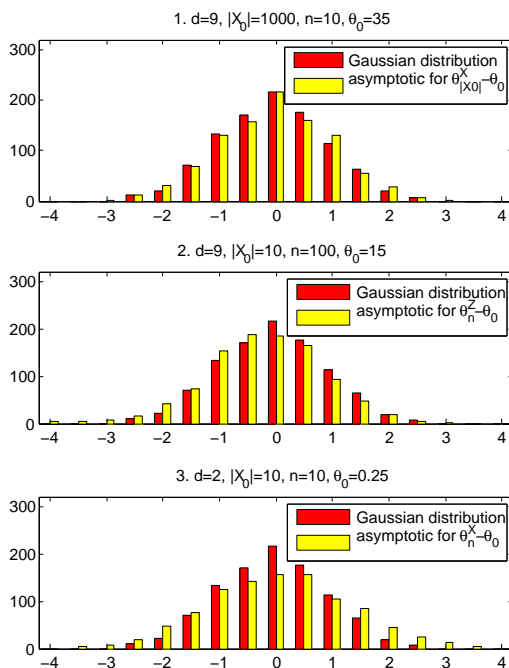 1. d=9, |X₀|=1000, n=10, θ₀=35
300
200
100
0
Gaussian distribution
asymptotic for θ^X_|X0|−θ₀
−4 −3 −2 −1 0 1 2 3 4
2. d=9, |X₀|=10, n=100, θ₀=15
300
200
100
0
Gaussian distribution
asymptotic for θ^Z_n−θ₀
−4 −3 −2 −1 0 1 2 3 4
3. d=2, |X₀|=10, n=10, θ₀=0.25
300
200
100
0
Gaussian distribution
asymptotic for θ^X_n−θ₀
−4 −3 −2 −1 0 1 2 3 4